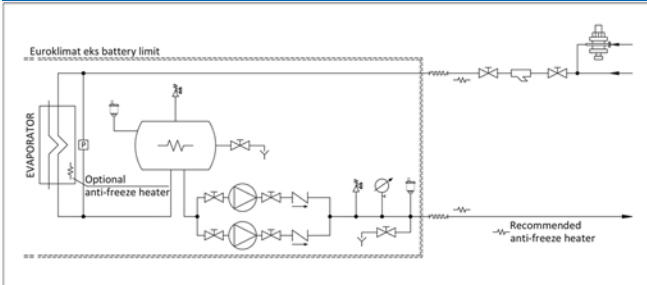 Euroklimat eks battery limit
EVAPORATOR
P
Optional
anti-freeze heater
Recommended
anti-freeze heater